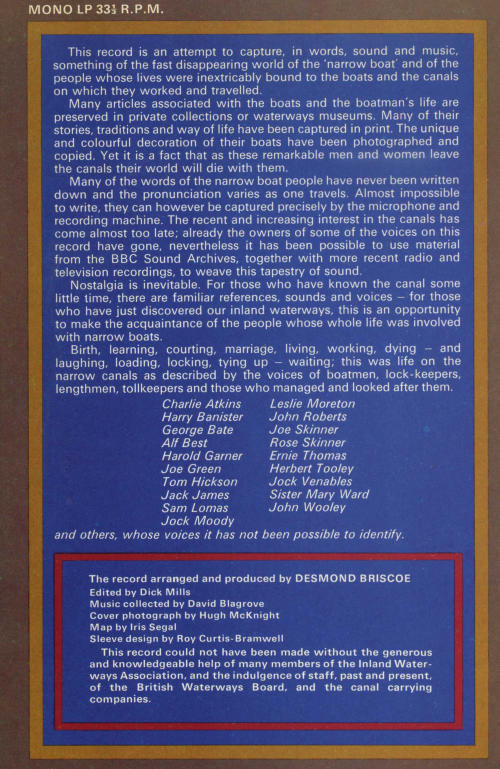 MONO LP 33⅓ R.P.M.
This record is an attempt to capture, in words, sound and music,
something of the fast disappearing world of the 'narrow boat' and of the
people whose lives were inextricably bound to the boats and the canals
on which they worked and travelled.
Many articles associated with the boats and the boatman's life are
preserved in private collections or waterways museums. Many of their
stories, traditions and way of life have been captured in print. The unique
and colourful decoration of their boats have been photographed and
copied. Yet it is a fact that as these remarkable men and women leave
the canals their world will die with them.
Many of the words of the narrow boat people have never been written
down and the pronunciation varies as one travels. Almost impossible
to write, they can however be captured precisely by the microphone and
recording machine. The recent and increasing interest in the canals has
come almost too late; already the owners of some of the voices on this
record have gone, nevertheless it has been possible to use material
from the BBC Sound Archives, together with more recent radio and
television recordings, to weave this tapestry of sound.
Nostalgia is inevitable. For those who have known the canal some
little time, there are familiar references, sounds and voices – for those
who have just discovered our inland waterways, this is an opportunity
to make the acquaintance of the people whose whole life was involved
with narrow boats.
Birth, learning, courting, marriage, living, working, dying – and
laughing, loading, locking, tying up – waiting; this was life on the
narrow canals as described by the voices of boatmen, lock-keepers,
lengthmen, tollkeepers and those who managed and looked after them.
Charlie Atkins Leslie Moreton
Harry Banister John Roberts
George Bate Joe Skinner
Alf Best Rose Skinner
Harold Garner Ernie Thomas
Joe Green Herbert Tooley
Tom Hickson Jock Venables
Jack James Sister Mary Ward
Sam Lomas John Wooley
Jock Moody
and others, whose voices it has not been possible to identify.
The record arranged and produced by DESMOND BRISCOE
Edited by Dick Mills
Music collected by David Blagrove
Cover photograph by Hugh McKnight
Map by Iris Segal
Sleeve design by Roy Curtis-Bramwell
This record could not have been made without the generous
and knowledgeable help of many members of the Inland Water-
ways Association, and the indulgence of staff, past and present,
of the British Waterways Board, and the canal carrying
companies.